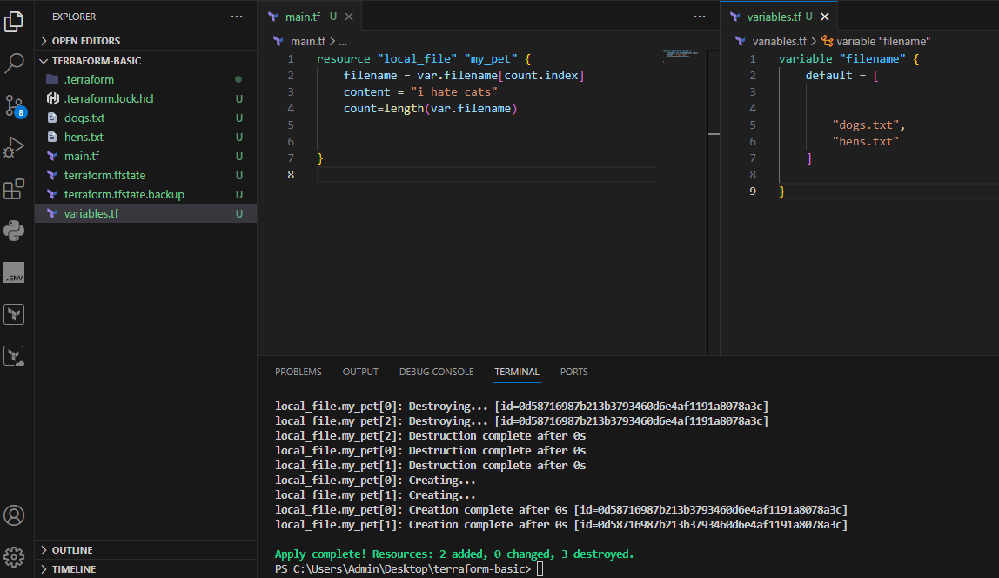 EXPLORER
OPEN EDITORS
TERRAFORM-BASIC
.terraform
.terraform.lock.hcl U
dogs.txt U
hens.txt U
main.tf U
terraform.tfstate U
terraform.tfstate.backup U
variables.tf U
OUTLINE
TIMELINE
8
.ENV
main.tf U
main.tf > ...
1 resource "local_file" "my_pet" {
2 filename = var.filename[count.index]
3 content = "i hate cats"
4 count=length(var.filename)
5
6
7 }
8
variables.tf U
variables.tf > variable "filename"
1 variable "filename" {
2 default = [
3
4
5 "dogs.txt",
6 "hens.txt"
7 ]
8
9 }
PROBLEMS OUTPUT DEBUG CONSOLE TERMINAL PORTS
local_file.my_pet[0]: Destroying... [id=0d58716987b213b3793460d6e4af1191a8078a3c]
local_file.my_pet[2]: Destroying... [id=0d58716987b213b3793460d6e4af1191a8078a3c]
local_file.my_pet[2]: Destruction complete after 0s
local_file.my_pet[0]: Destruction complete after 0s
local_file.my_pet[1]: Destruction complete after 0s
local_file.my_pet[0]: Creating...
local_file.my_pet[1]: Creating...
local_file.my_pet[0]: Creation complete after 0s [id=0d58716987b213b3793460d6e4af1191a8078a3c]
local_file.my_pet[1]: Creation complete after 0s [id=0d58716987b213b3793460d6e4af1191a8078a3c]
Apply complete! Resources: 2 added, 0 changed, 3 destroyed.
PS C:\Users\Admin\Desktop\terraform-basic>